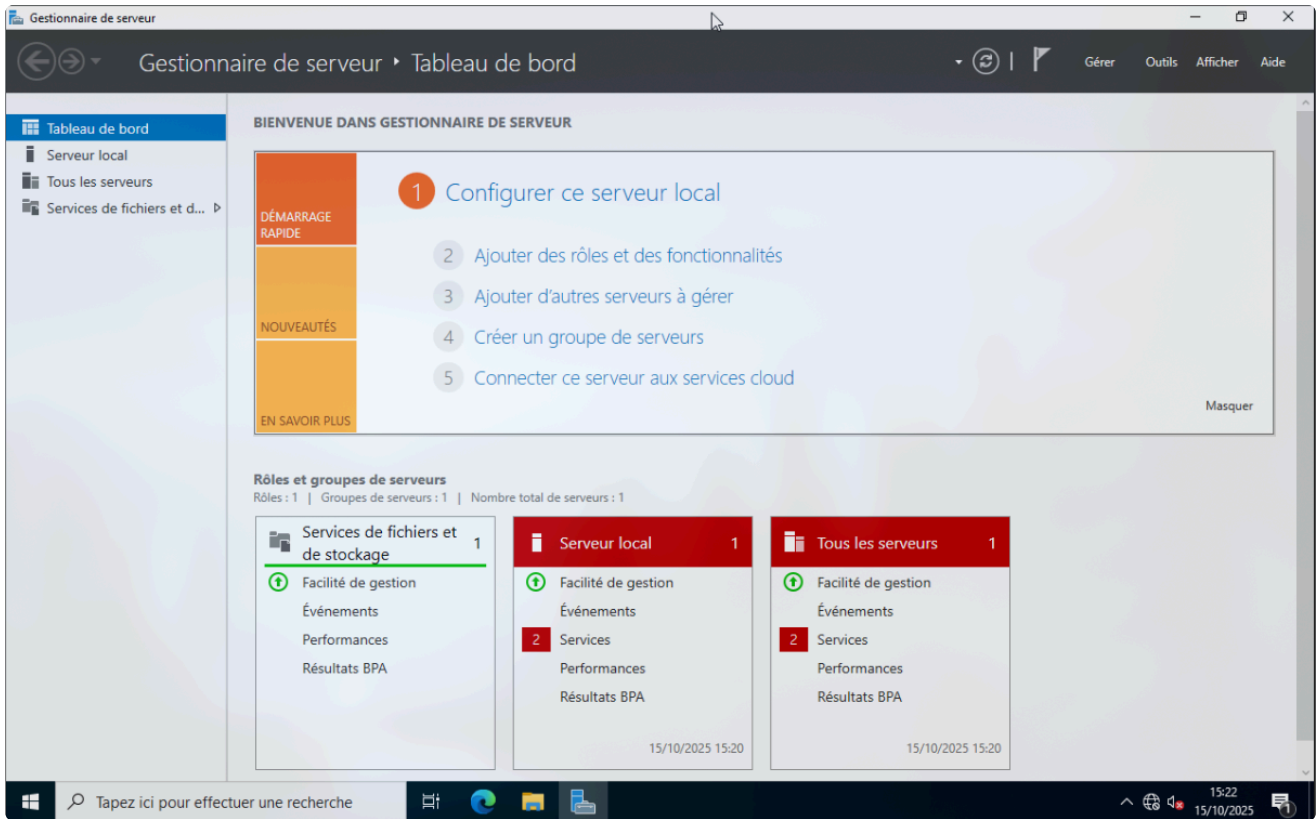 Gestionnaire de serveur
Gestionnaire de serveur ‣ Tableau de bord
Gérer Outils Afficher Aide
Tableau de bord
Serveur local
Tous les serveurs
Services de fichiers et d...
BIENVENUE DANS GESTIONNAIRE DE SERVEUR
DÉMARRAGE
RAPIDE
NOUVEAUTÉS
EN SAVOIR PLUS
1 Configurer ce serveur local
2 Ajouter des rôles et des fonctionnalités
3 Ajouter d'autres serveurs à gérer
4 Créer un groupe de serveurs
5 Connecter ce serveur aux services cloud
Masquer
Rôles et groupes de serveurs
Rôles : 1 | Groupes de serveurs : 1 | Nombre total de serveurs : 1
Services de fichiers et
de stockage 1
Facilité de gestion
Événements
Performances
Résultats BPA
Serveur local 1
Facilité de gestion
Événements
2 Services
Performances
Résultats BPA
15/10/2025 15:20
Tous les serveurs 1
Facilité de gestion
Événements
2 Services
Performances
Résultats BPA
15/10/2025 15:20
Tapez ici pour effectuer une recherche
15:22
15/10/2025
1